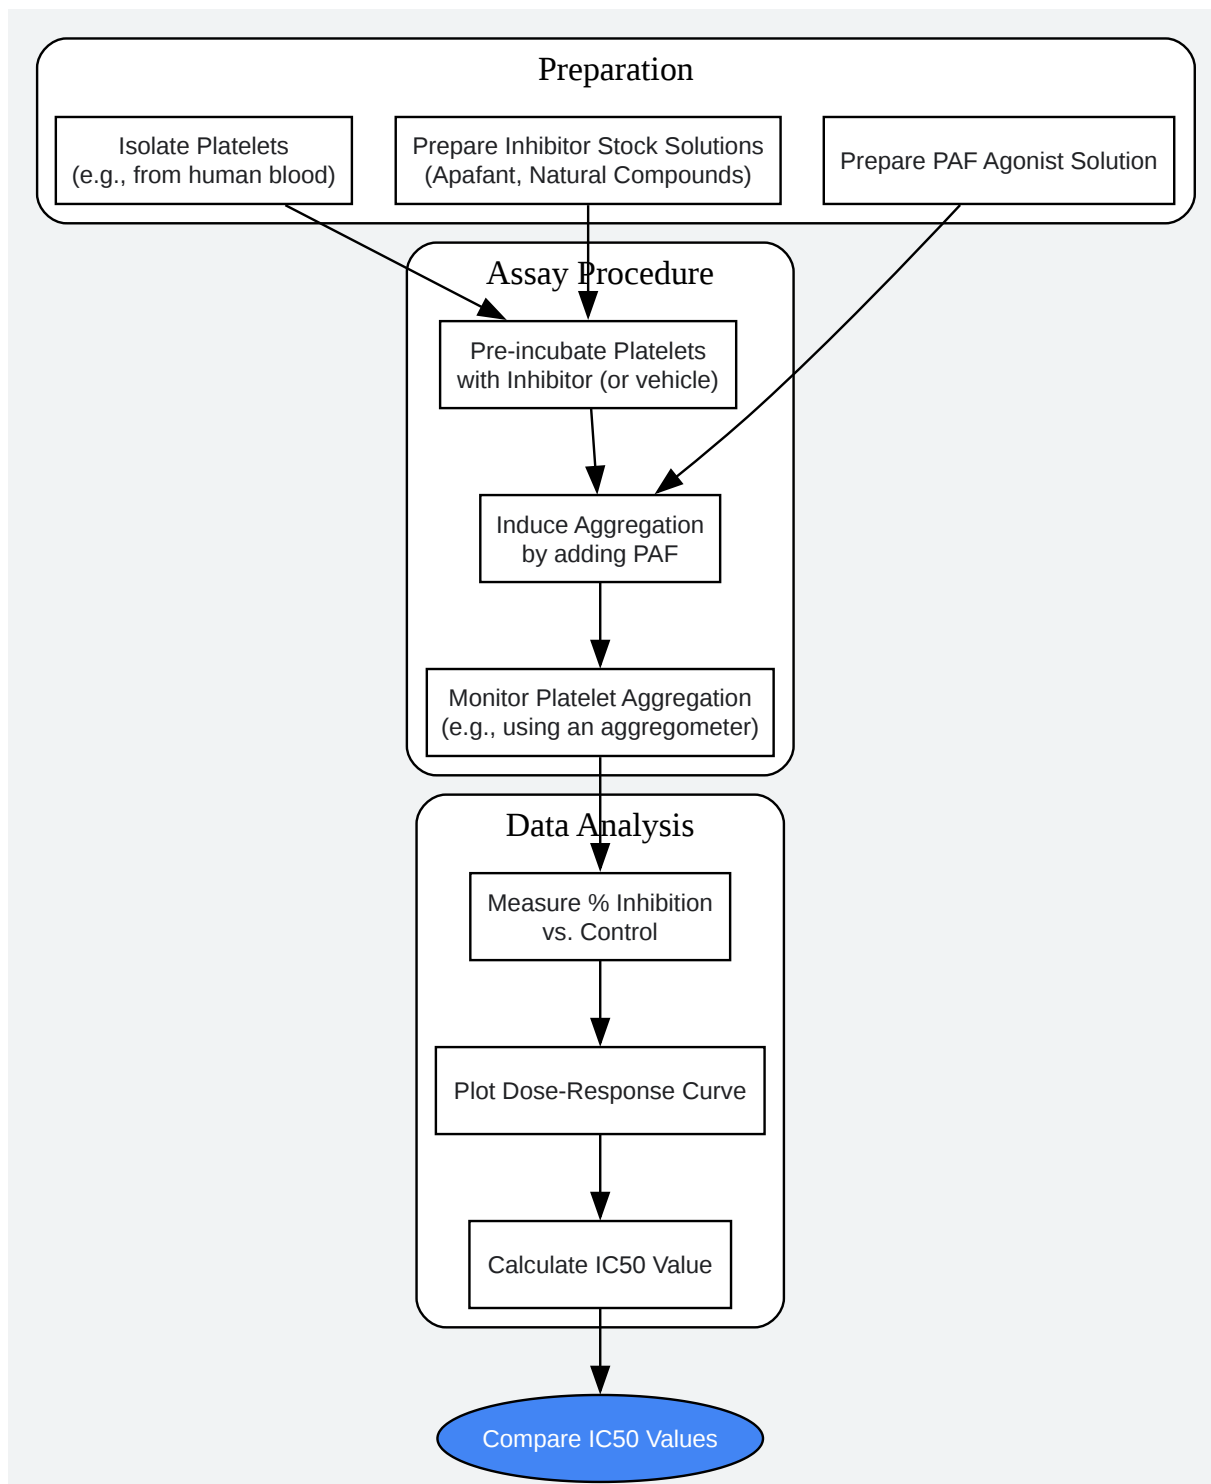 Preparation
Isolate Platelets
(e.g., from human blood)
Prepare Inhibitor Stock Solutions
(Apafant, Natural Compounds)
Prepare PAF Agonist Solution
Assay Procedure
Pre-incubate Platelets
with Inhibitor (or vehicle)
Induce Aggregation
by adding PAF
Monitor Platelet Aggregation
(e.g., using an aggregometer)
Data Analysis
Measure % Inhibition
vs. Control
Plot Dose-Response Curve
Calculate IC50 Value
Compare IC50 Values